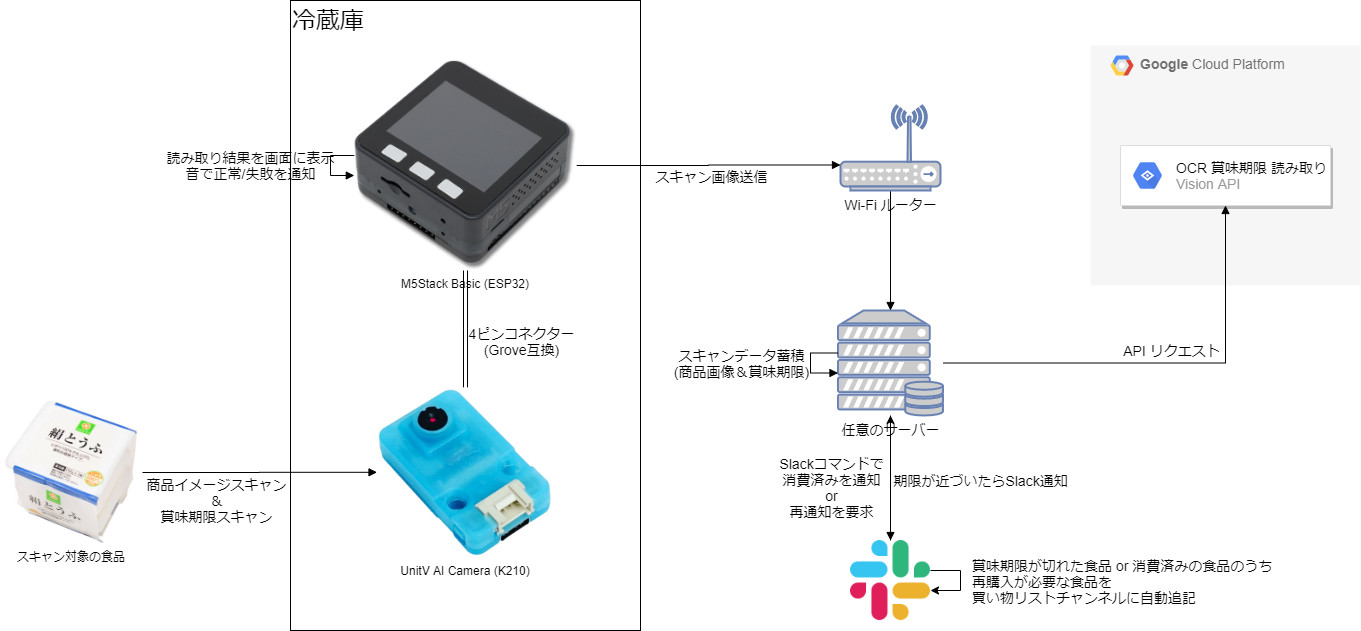 冷蔵庫
Google Cloud Platform
OCR 賞味期限 読み取り
Vision API
読み取り結果を画面に表示
音で正常/失敗を通知
スキャン画像送信
Wi-Fi ルーター
M5Stack Basic (ESP32)
4ピンコネクター
(Grove互換)
スキャンデータ蓄積
(商品画像＆賞味期限)
API リクエスト
任意のサーバー
絹とうふ
絹とうふ
商品イメージスキャン
&
賞味期限スキャン
スキャン対象の食品
UnitV AI Camera (K210)
Slackコマンドで
消費済みを通知
or
再通知を要求
期限が近づいたらSlack通知
賞味期限が切れた食品 or 消費済みの食品のうち
再購入が必要な食品を
買い物リストチャンネルに自動追記